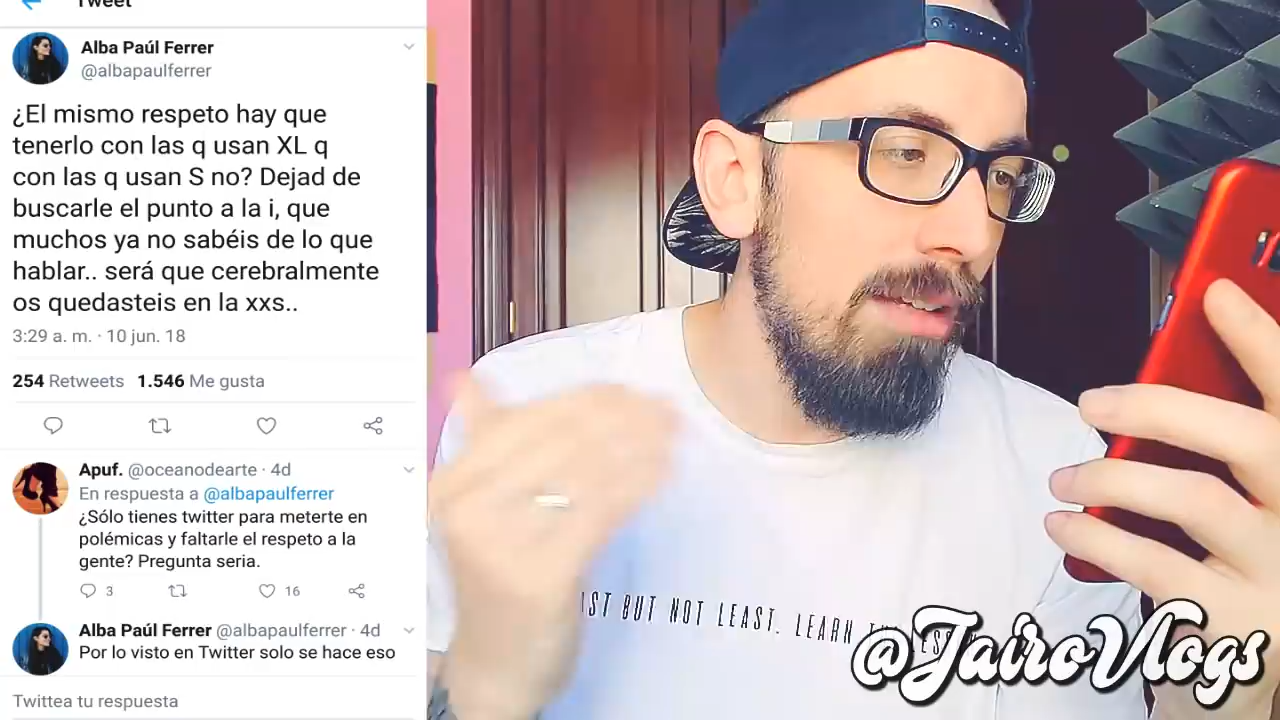 Tweet
Alba Paúl Ferrer
@albapaulferrer
¿El mismo respeto hay que
tenerlo con las q usan XL q
con las q usan S no? Dejad de
buscarle el punto a la i, que
muchos ya no sabéis de lo que
hablar.. será que cerebralmente
os quedasteis en la xxs..
3:29 a. m. · 10 jun. 18
254 Retweets 1.546 Me gusta
Apuf. @oceanodearte · 4d
En respuesta a @albapaulferrer
¿Sólo tienes twitter para meterte en
polémicas y faltarle el respeto a la
gente? Pregunta seria.
3 16
Alba Paúl Ferrer @albapaulferrer · 4d
Por lo visto en Twitter solo se hace eso
Twittea tu respuesta
BUT NOT LEAST. LEARN
@JairoVlogs